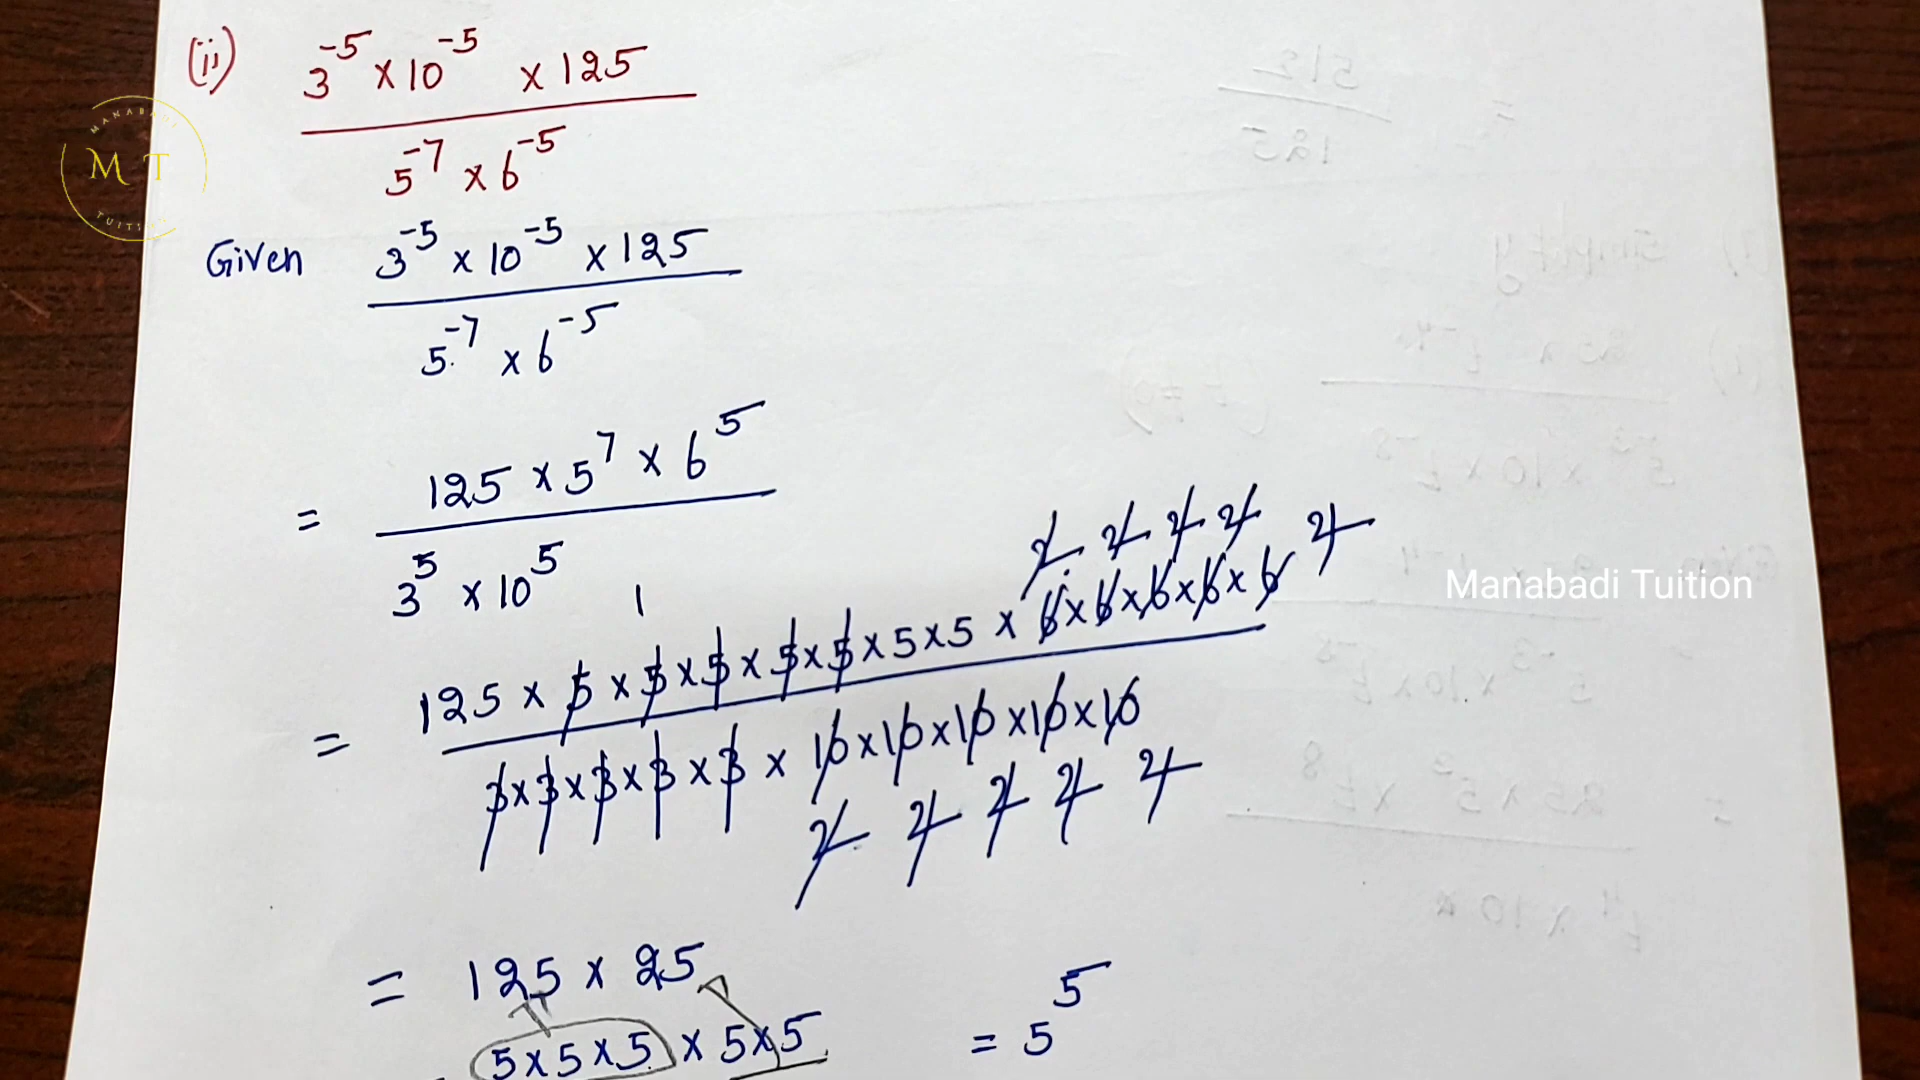 (ii) 3^-5 × 10^-5 × 125
5^-7 × 6^-5
MANABADI
M T
TUITION
Given 3^-5 × 10^-5 × 125
5^-7 × 6^-5
= 125 × 5^7 × 6^5
3^5 × 10^5
1 2 2 2 2 2
= 125 × 5 × 5 × 5 × 5 × 5 × 5 × 5 × 6 × 6 × 6 × 6 × 6
3 × 3 × 3 × 3 × 3 × 10 × 10 × 10 × 10 × 10
2 2 2 2 2
Manabadi Tuition
= 125 × 25
5 × 5 × 5 × 5 × 5 = 5^5